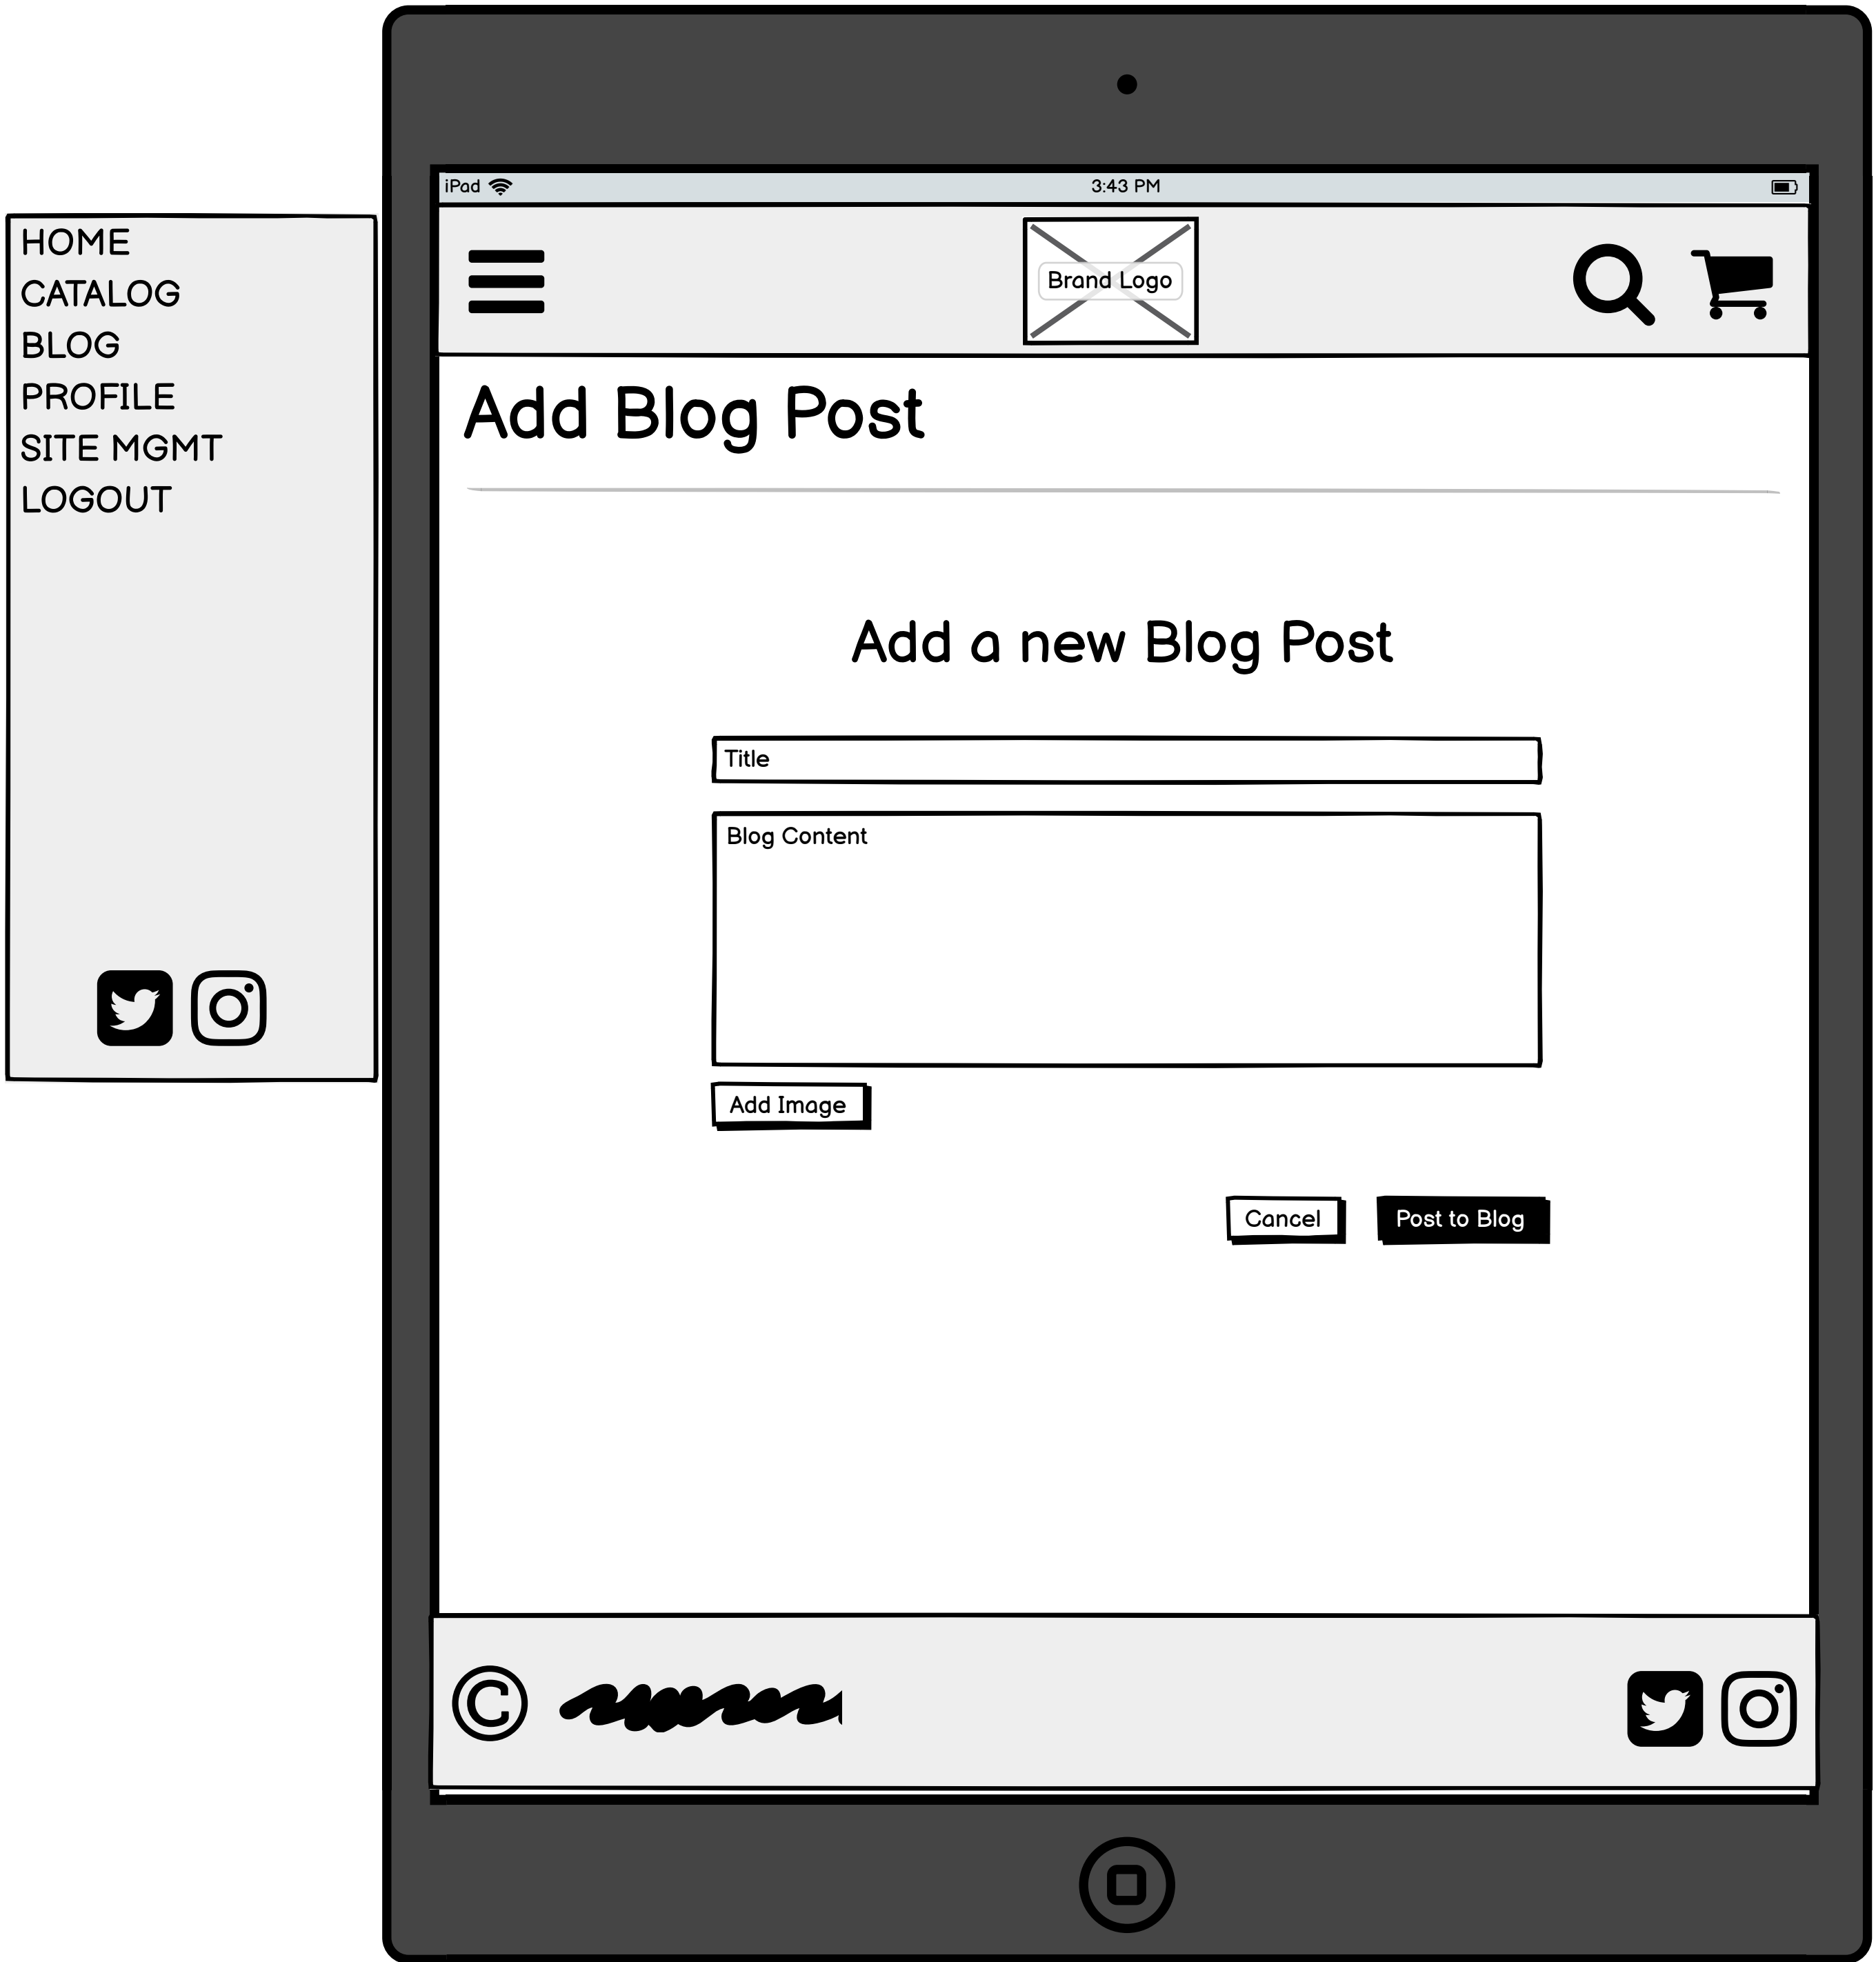 iPad
3:43 PM
HOME
CATALOG
BLOG
PROFILE
SITE MGMT
LOGOUT
Brand Logo
Add Blog Post
Add a new Blog Post
Title
Blog Content
Add Image
Cancel
Post to Blog
©